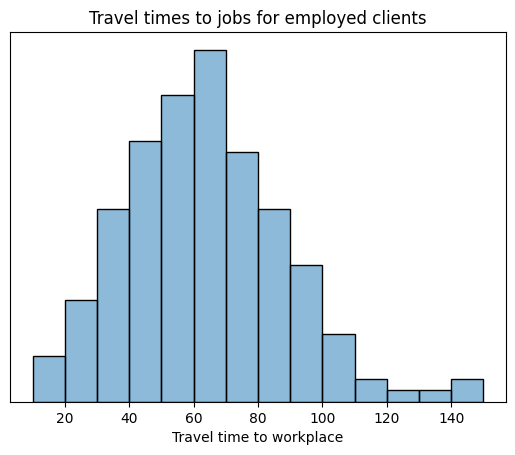 Travel times to jobs for employed clients
20 40 60 80 100 120 140
Travel time to workplace